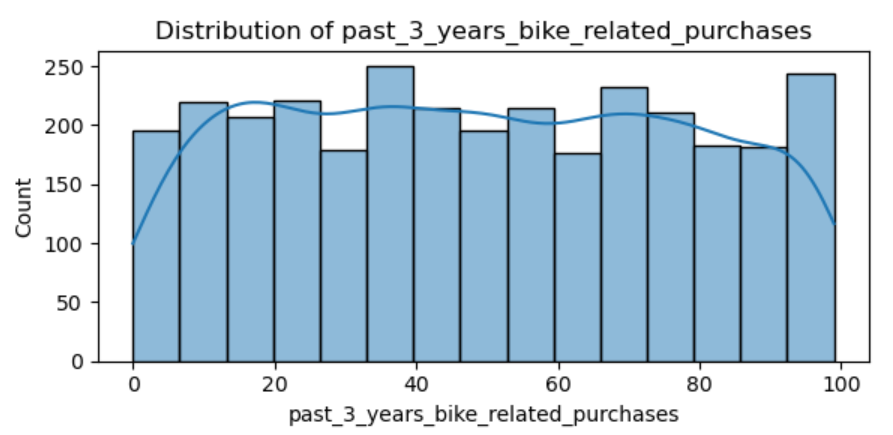 Distribution of past_3_years_bike_related_purchases
250
200
150
100
50
0
Count
0 20 40 60 80 100
past_3_years_bike_related_purchases